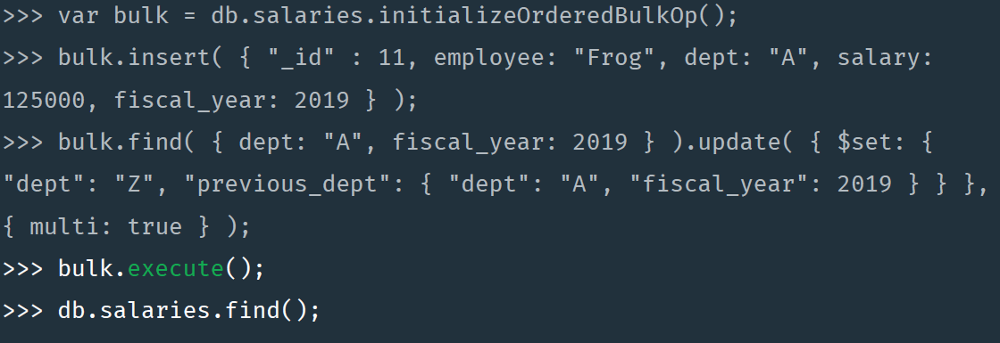 >>> var bulk = db.salaries.initializeOrderedBulkOp();
>>> bulk.insert( { "_id" : 11, employee: "Frog", dept: "A", salary:
125000, fiscal_year: 2019 } );
>>> bulk.find( { dept: "A", fiscal_year: 2019 } ).update( { $set: {
"dept": "Z", "previous_dept": { "dept": "A", "fiscal_year": 2019 } } },
{ multi: true } );
>>> bulk.execute();
>>> db.salaries.find();